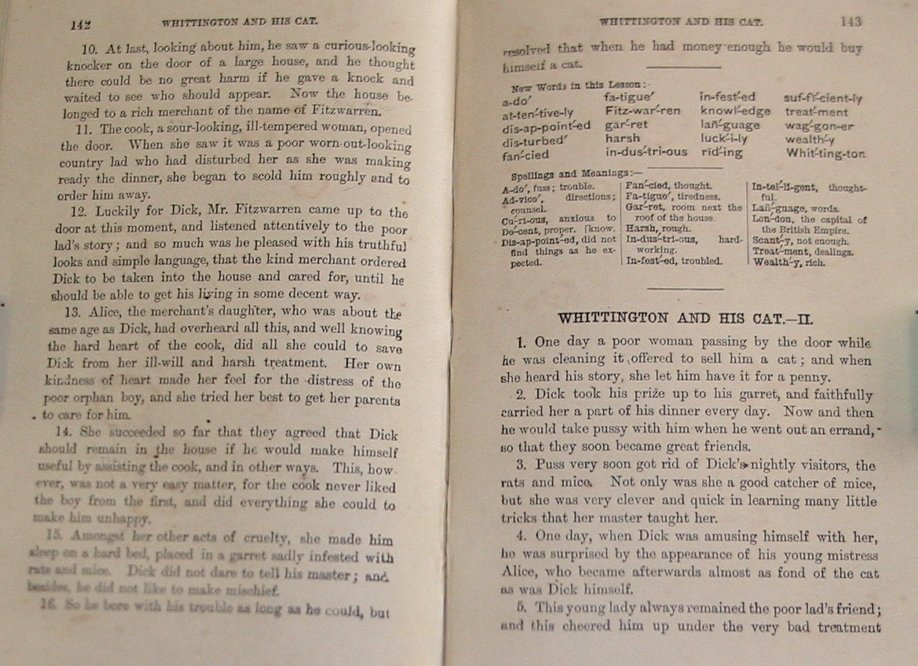 142 WHITTINGTON AND HIS CAT.
10. At last, looking about him, he saw a curious-looking
knocker on the door of a large house, and he thought
there could be no great harm if he gave a knock and
waited to see who should appear. Now the house be-
longed to a rich merchant of the name of Fitzwarren.
11. The cook, a sour-looking, ill-tempered woman, opened
the door. When she saw it was a poor worn-out-looking
country lad who had disturbed her as she was making
ready the dinner, she began to scold him roughly and to
order him away.
12. Luckily for Dick, Mr. Fitzwarren came up to the
door at this moment, and listened attentively to the poor
lad's story; and so much was he pleased with his truthful
looks and simple language, that the kind merchant ordered
Dick to be taken into the house and cared for, until he
should be able to get his living in some decent way.
13. Alice, the merchant's daughter, who was about the
same age as Dick, had overheard all this, and well knowing
the hard heart of the cook, did all she could to save
Dick from her ill-will and harsh treatment. Her own
kindness of heart made her feel for the distress of the
poor orphan boy, and she tried her best to get her parents
to care for him.
14. She succeeded so far that they agreed that Dick
should remain in the house if he would make himself
useful by assisting the cook, and in other ways. This, how-
ever, was not a very easy matter, for the cook never liked
the boy from the first, and did everything she could to
make him unhappy.
15. Amongst her other acts of cruelty, she made him
sleep on a hard bed, placed in a garret sadly infested with
rats and mice. Dick did not dare to tell his master; and,
besides, he did not like to make mischief.
16. So he bore with his trouble as long as he could, but
WHITTINGTON AND HIS CAT. 143
resolved that when he had money enough he would buy
himself a cat.
New Words in this Lesson:—
a-do′ fa-tigue′ in-fest′-ed suf-fi′-cient-ly
at-ten′-tive-ly Fitz-war′-ren knowl′-edge treat′-ment
dis-ap-point′-ed gar′-ret lan′-guage wag′-gon-er
dis-turbed′ harsh luck′-i-ly wealth′-y
fan′-cied in-dus′-tri-ous rid′-ing Whit′-ting-ton
Spellings and Meanings:—
A-do′, fuss; trouble.
Ad-vice′, directions;
counsel.
Cu′-ri-ous, anxious to
De′-cent, proper. [know.
Dis-ap-point′-ed, did not
find things as he ex-
pected.
Fan′-cied, thought.
Fa-tigue′, tiredness.
Gar′-ret, room next the
roof of the house.
Harsh, rough.
In-dus′-tri-ous, hard-
working.
In-fest′-ed, troubled.
In-tel′-li-gent, thought-
ful.
Lan′-guage, words.
Lon′-don, the capital of
the British Empire.
Scant′-y, not enough.
Treat′-ment, dealings.
Wealth′-y, rich.
WHITTINGTON AND HIS CAT.—II.
1. One day a poor woman passing by the door while
he was cleaning it, offered to sell him a cat; and when
she heard his story, she let him have it for a penny.
2. Dick took his prize up to his garret, and faithfully
carried her a part of his dinner every day. Now and then
he would take pussy with him when he went out an errand,
so that they soon became great friends.
3. Puss very soon got rid of Dick's nightly visitors, the
rats and mice. Not only was she a good catcher of mice,
but she was very clever and quick in learning many little
tricks that her master taught her.
4. One day, when Dick was amusing himself with her,
he was surprised by the appearance of his young mistress
Alice, who became afterwards almost as fond of the cat
as was Dick himself.
5. This young lady always remained the poor lad's friend;
and this cheered him up under the very bad treatment